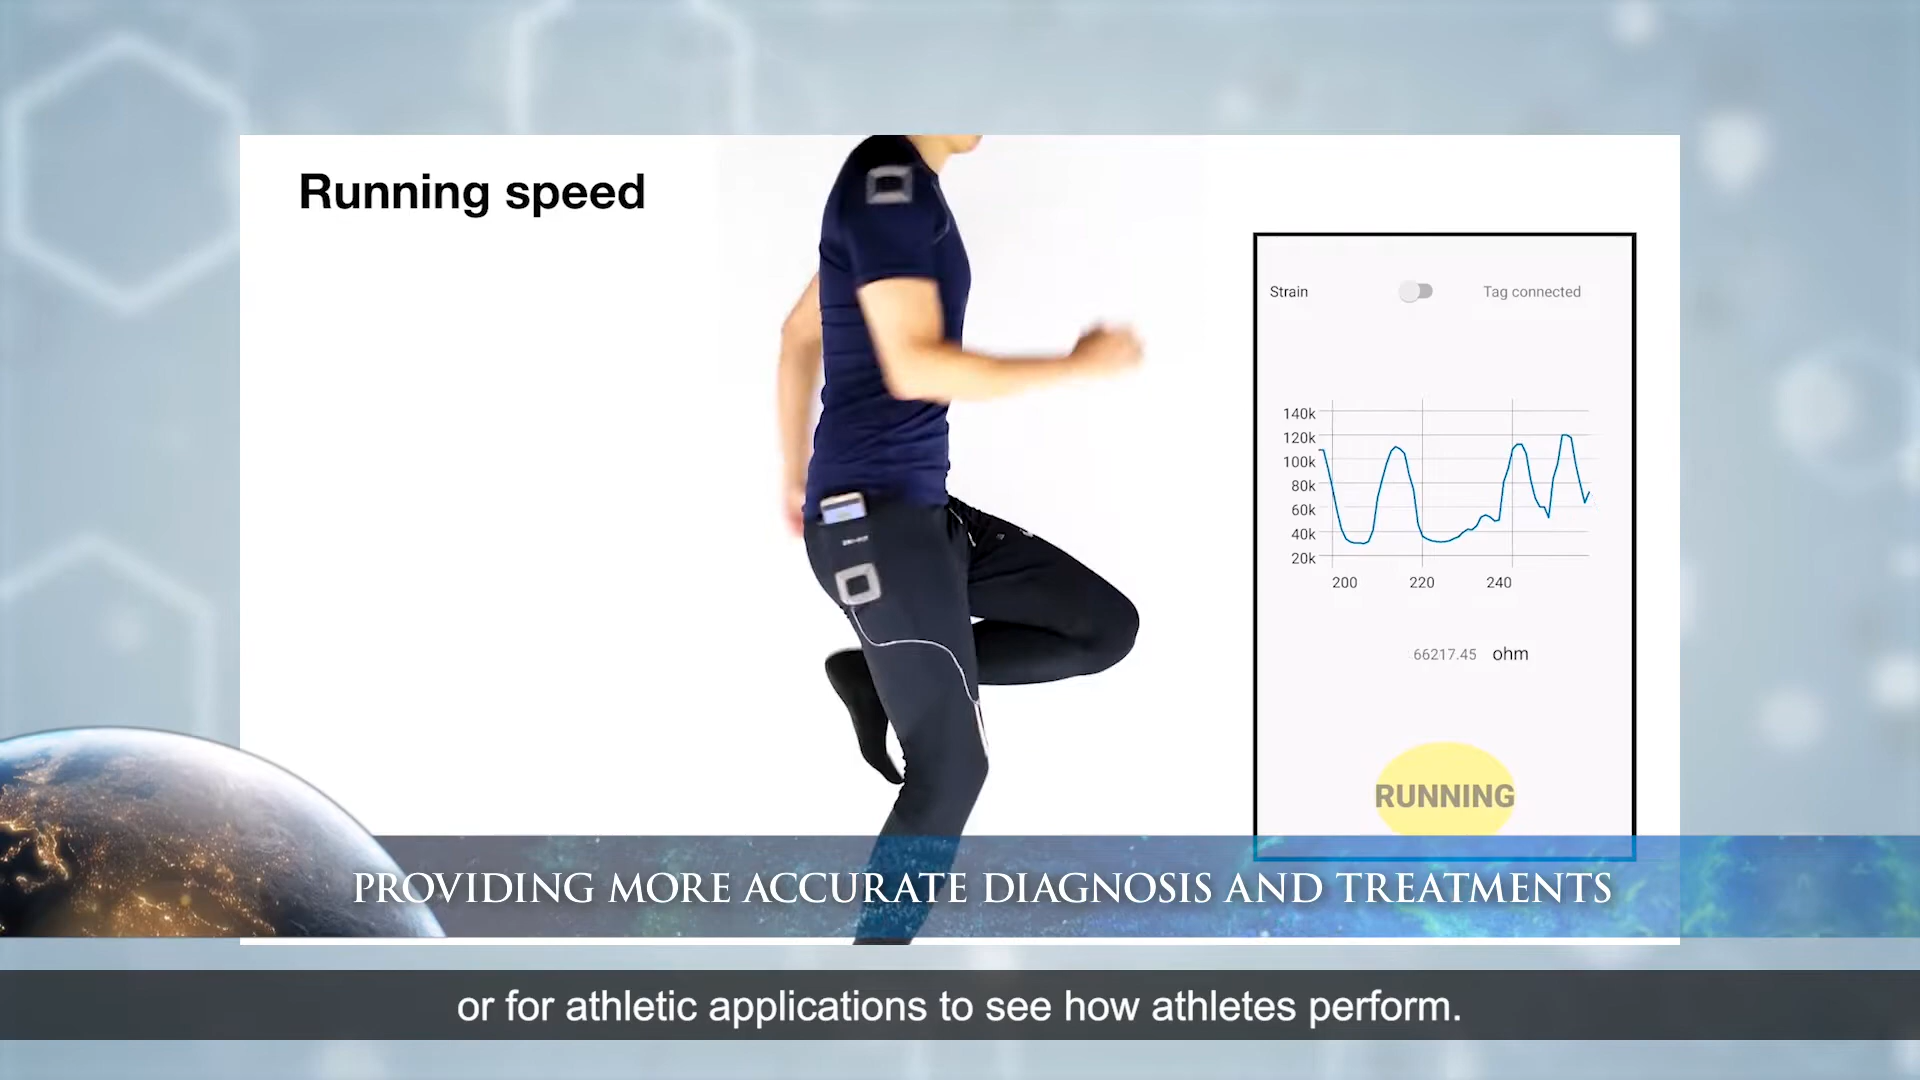 Running speed
Strain
Tag connected
140k
120k
100k
80k
60k
40k
20k
200
220
240
66217.45 ohm
RUNNING
PROVIDING MORE ACCURATE DIAGNOSIS AND TREATMENTS
or for athletic applications to see how athletes perform.